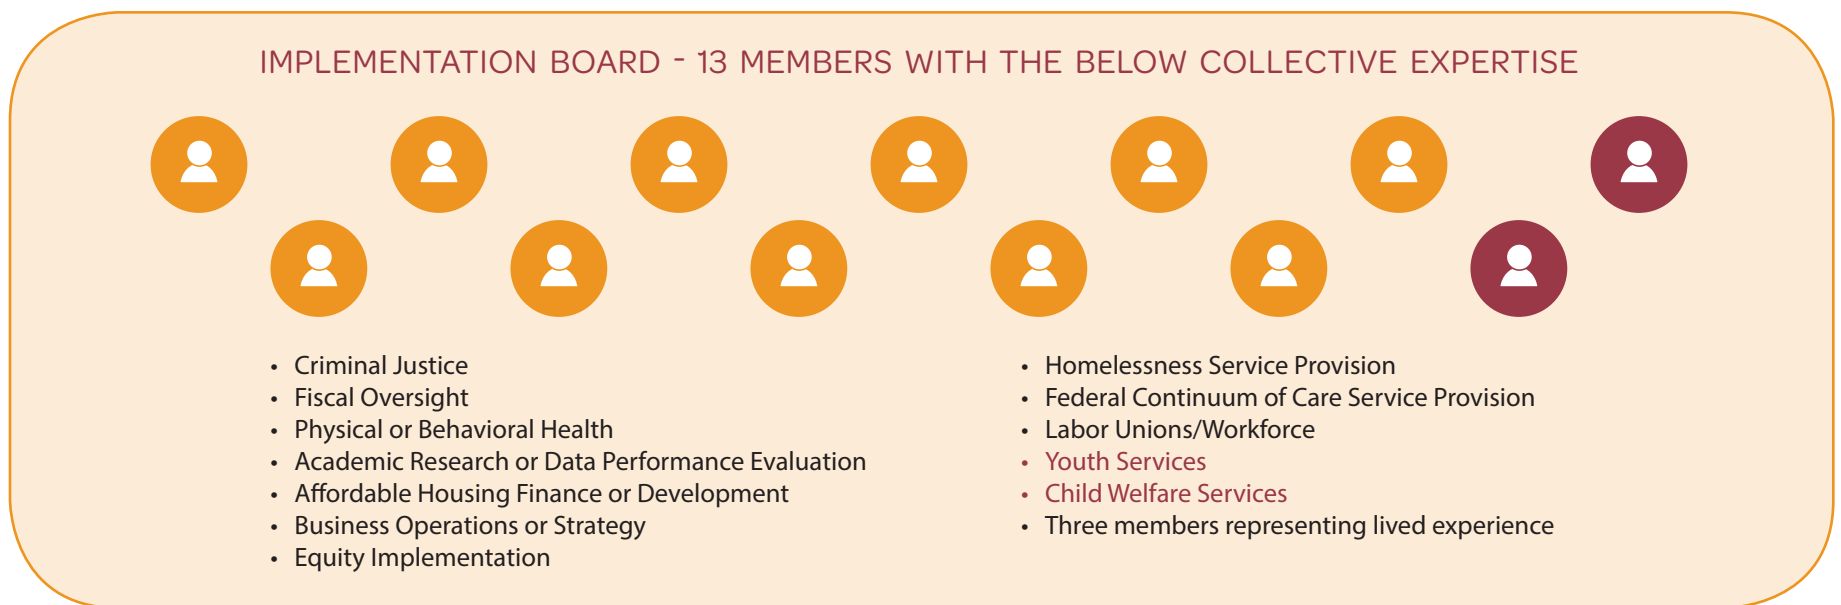 IMPLEMENTATION BOARD - 13 MEMBERS WITH THE BELOW COLLECTIVE EXPERTISE
• Criminal Justice
• Fiscal Oversight
• Physical or Behavioral Health
• Academic Research or Data Performance Evaluation
• Affordable Housing Finance or Development
• Business Operations or Strategy
• Equity Implementation
• Homelessness Service Provision
• Federal Continuum of Care Service Provision
• Labor Unions/Workforce
• Youth Services
• Child Welfare Services
• Three members representing lived experience